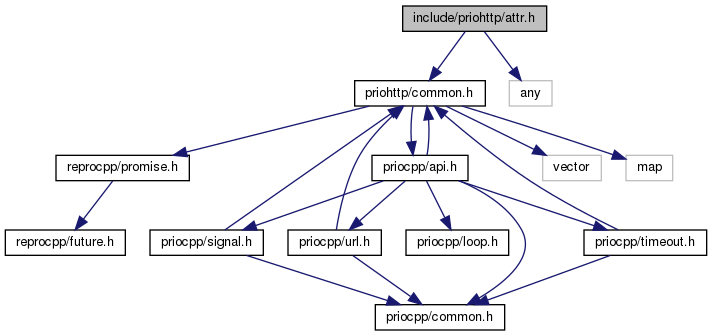 include/priohttp/attr.h
priohttp/common.h
any
reprocpp/promise.h
priocpp/api.h
vector
map
reprocpp/future.h
priocpp/signal.h
priocpp/url.h
priocpp/loop.h
priocpp/timeout.h
priocpp/common.h